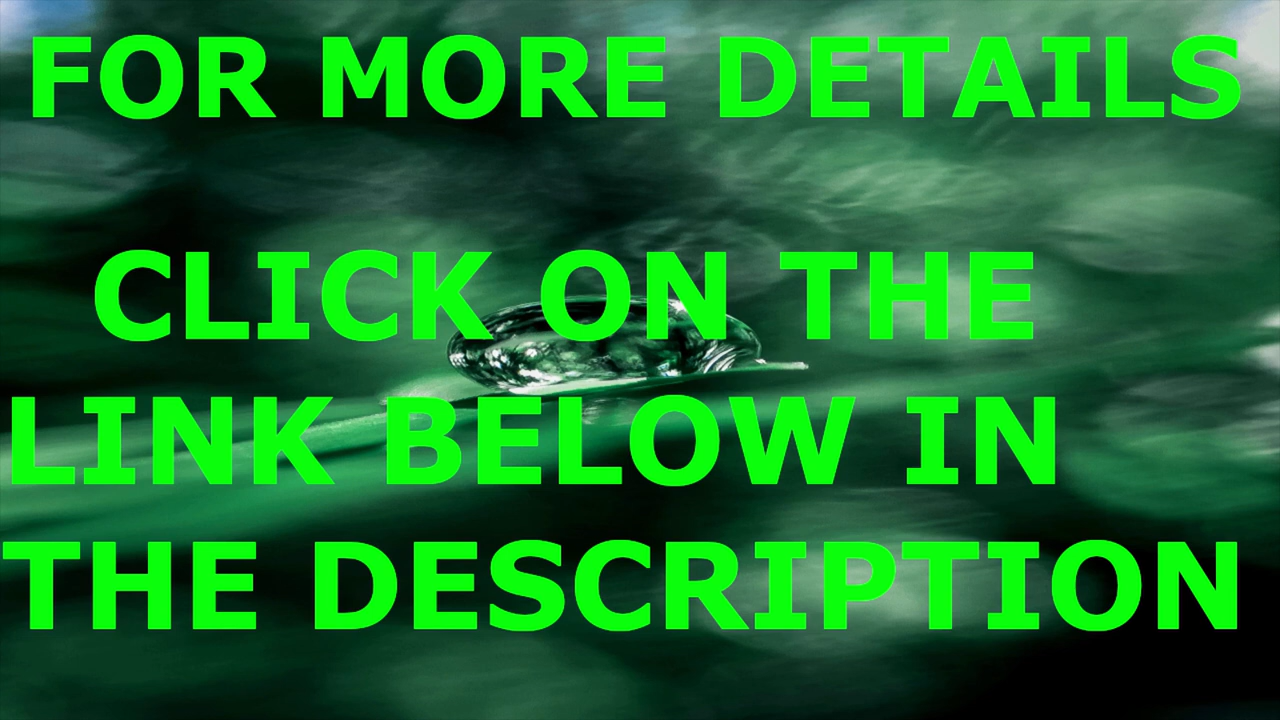 FOR MORE DETAILS
CLICK ON THE
LINK BELOW IN
THE DESCRIPTION